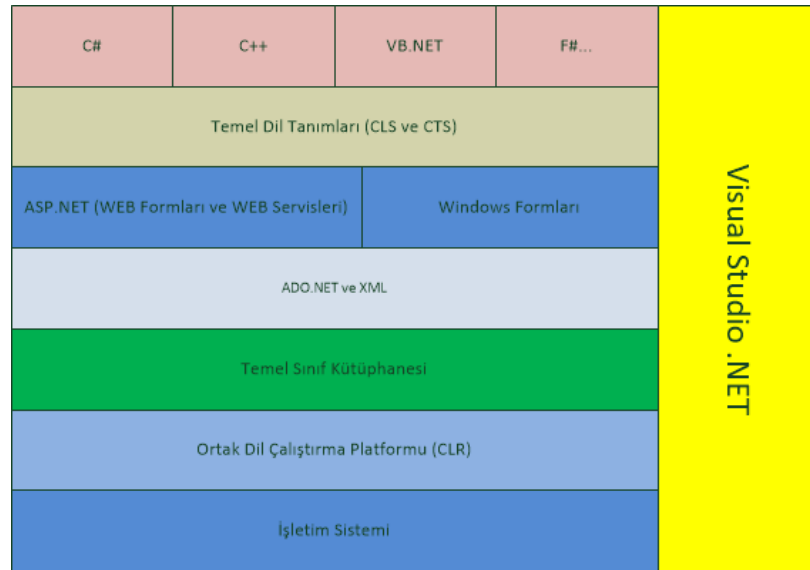 C#
C++
VB.NET
F#...
Temel Dil Tanımları (CLS ve CTS)
ASP.NET (WEB Formları ve WEB Servisleri)
Windows Formları
ADO.NET ve XML
Temel Sınıf Kütüphanesi
Ortak Dil Çalıştırma Platformu (CLR)
İşletim Sistemi
Visual Studio .NET